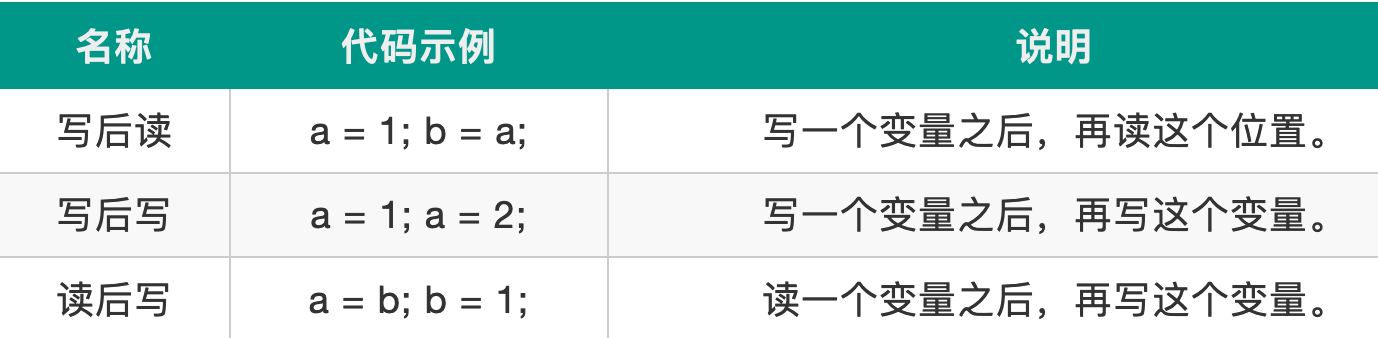 名称 代码示例 说明
写后读 a = 1; b = a; 写一个变量之后，再读这个位置。
写后写 a = 1; a = 2; 写一个变量之后，再写这个变量。
读后写 a = b; b = 1; 读一个变量之后，再写这个变量。